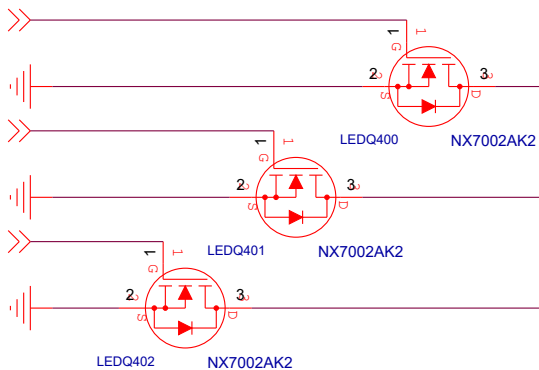 1 1
G
2 2 3 3
S D
LEDQ400 NX7002AK2
1 1
G
2 2 3 3
S D
LEDQ401 NX7002AK2
1 1
G
2 2 3 3
S D
LEDQ402 NX7002AK2